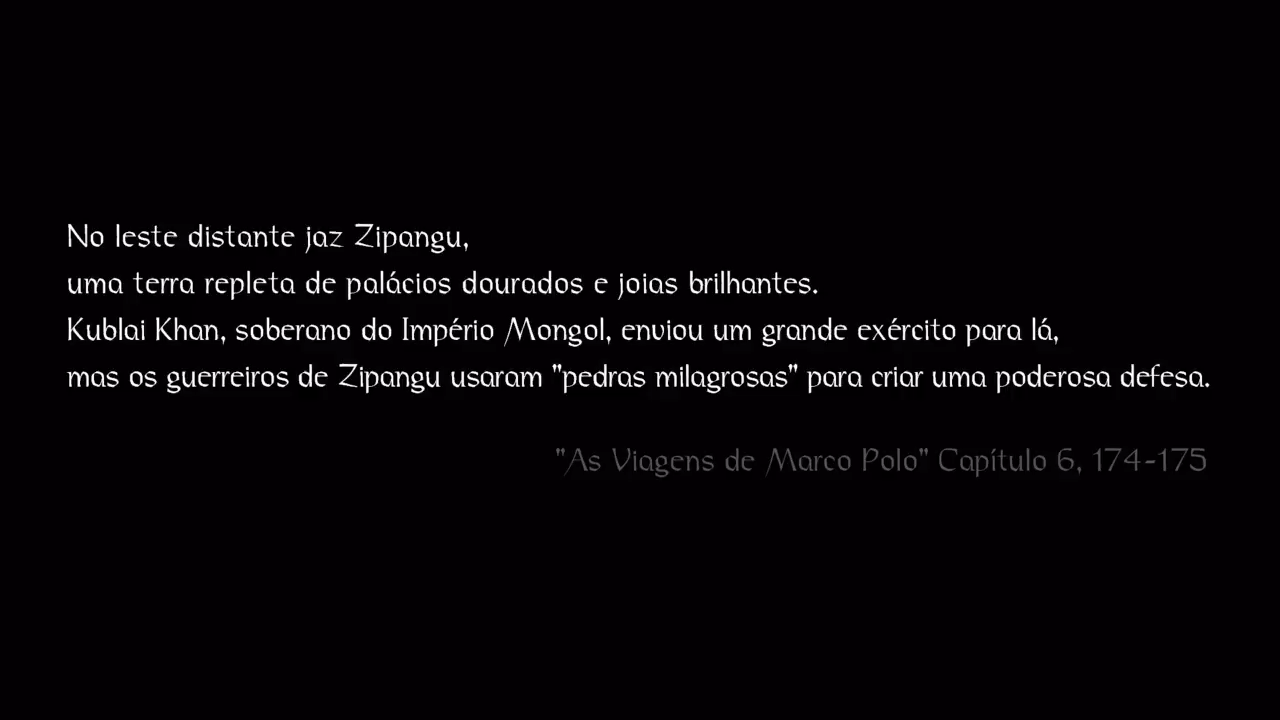 No leste distante jaz Zipangu,
uma terra repleta de palácios dourados e joias brilhantes.
Kublai Khan, soberano do Império Mongol, enviou um grande exército para lá,
mas os guerreiros de Zipangu usaram "pedras milagrosas" para criar uma poderosa defesa.
"As Viagens de Marco Polo" Capítulo 6, 174-175